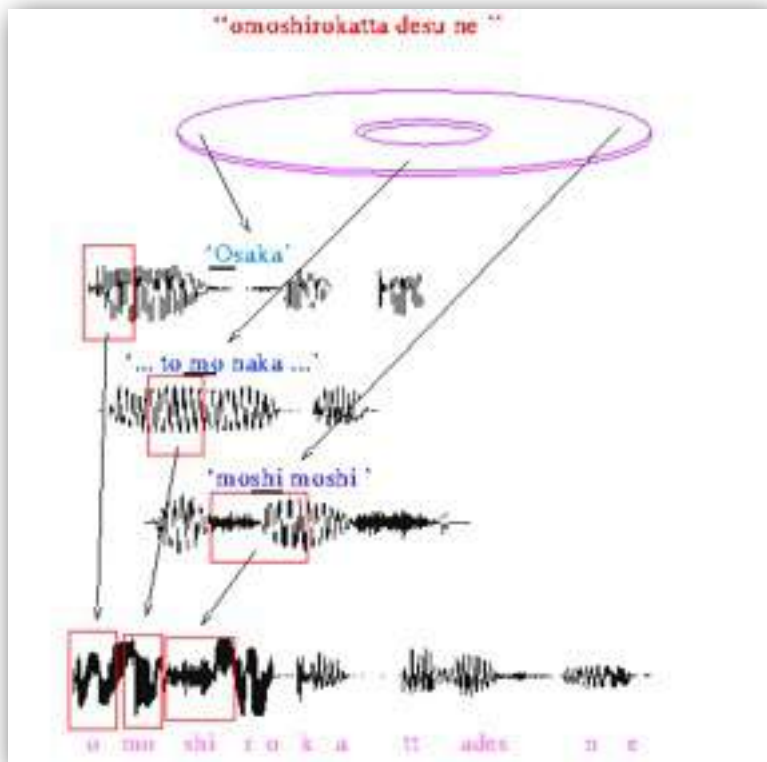 “omoshirokatta desu ne ”
‘Osaka’
‘... to mo naka ...’
‘moshi moshi ’
o mo shi r o k a tt ades n e